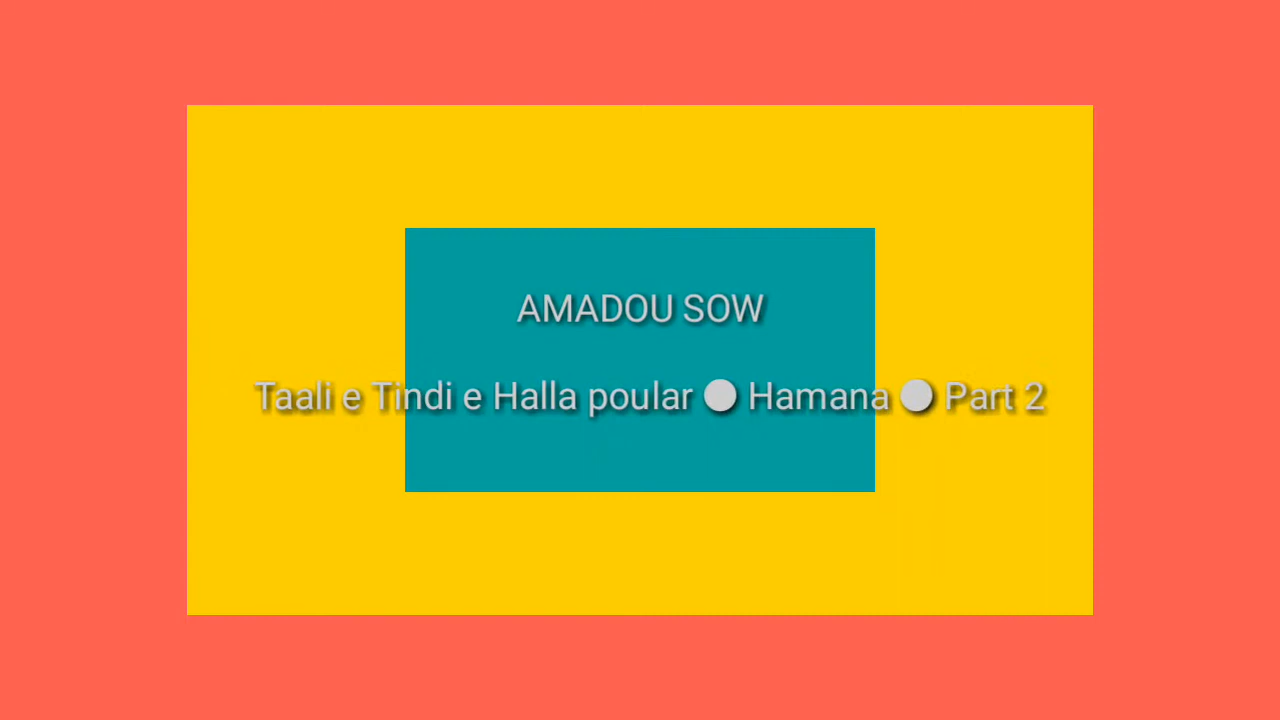 AMADOU SOW
Taali e Tindi e Halla poular ⚪ Hamana ⚪ Part 2